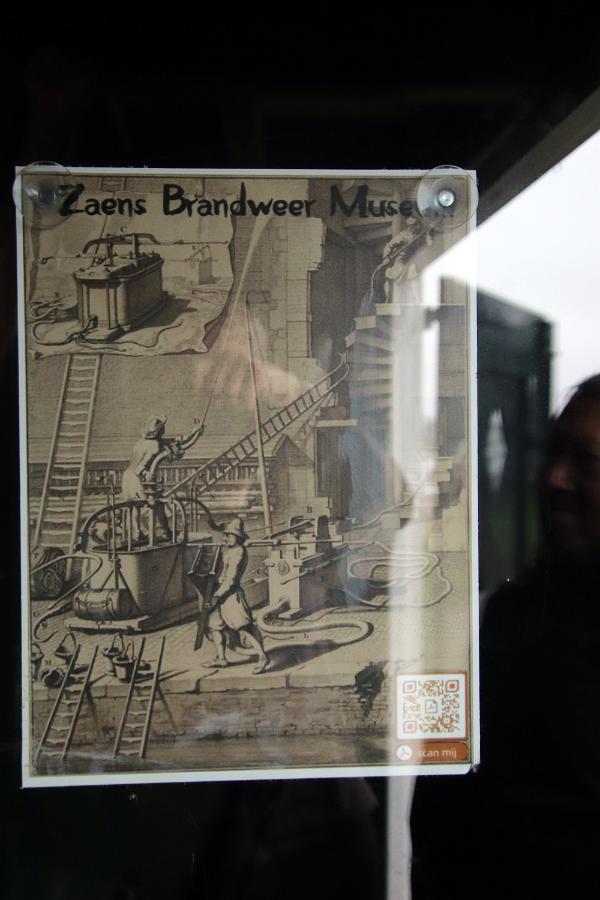 Zaens Brandweer Museum
B
scan mij